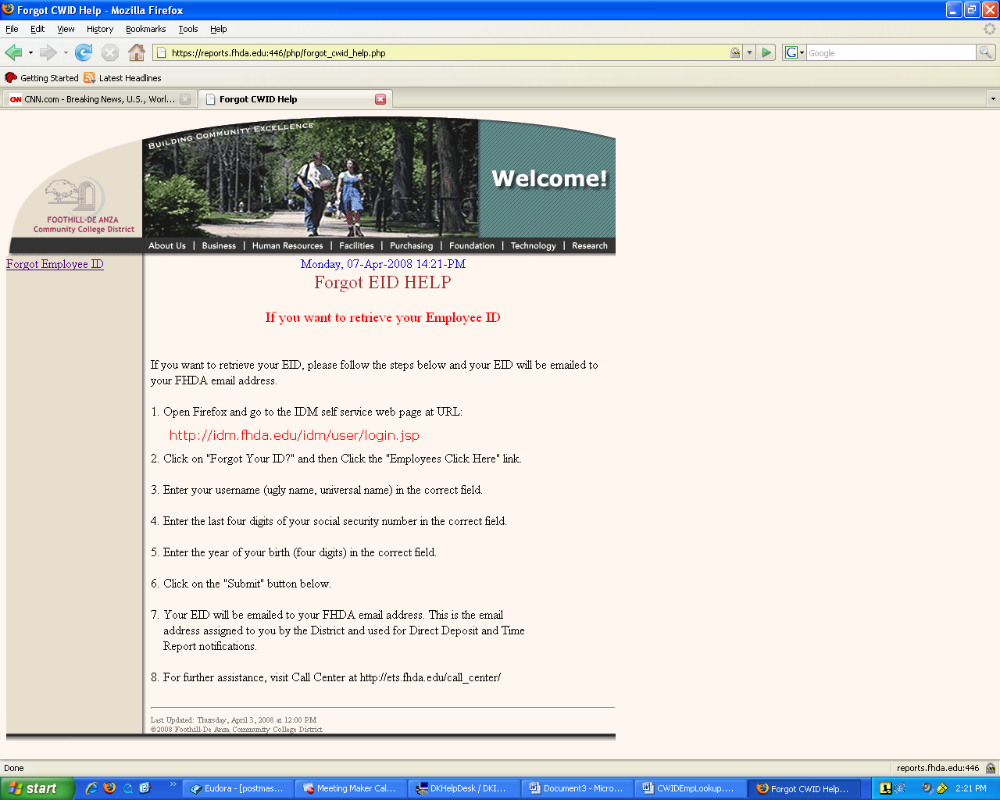 Forgot CWID Help - Mozilla Firefox
File Edit View History Bookmarks Tools Help
https://reports.fhda.edu:446/php/forgot_cwid_help.php
G Google
Getting Started Latest Headlines
CNN CNN.com - Breaking News, U.S., Worl... Forgot CWID Help
BUILDING COMMUNITY EXCELLENCE
Welcome!
FOOTHILL-DE ANZA
Community College District
About Us | Business | Human Resources | Facilities | Purchasing | Foundation | Technology | Research
Forgot Employee ID
Monday, 07-Apr-2008 14:21-PM
Forgot EID HELP
If you want to retrieve your Employee ID
If you want to retrieve your EID, please follow the steps below and your EID will be emailed to
your FHDA email address.
1. Open Firefox and go to the IDM self service web page at URL:
http://idm.fhda.edu/idm/user/login.jsp
2. Click on "Forgot Your ID?" and then Click the "Employees Click Here" link.
3. Enter your username (ugly name, universal name) in the correct field.
4. Enter the last four digits of your social security number in the correct field.
5. Enter the year of your birth (four digits) in the correct field.
6. Click on the "Submit" button below.
7. Your EID will be emailed to your FHDA email address. This is the email
address assigned to you by the District and used for Direct Deposit and Time
Report notifications.
8. For further assistance, visit Call Center at http://ets.fhda.edu/call_center/
Last Updated: Thursday, April 3, 2008 at 12:00 PM
©2008 Foothill-De Anza Community College District
Done
reports.fhda.edu:446
start
Eudora - [postmas... Meeting Maker Cal... DKHelpDesk / DKI... Document3 - Micro... CWIDEmpLookup.... Forgot CWID Help... 2:21 PM